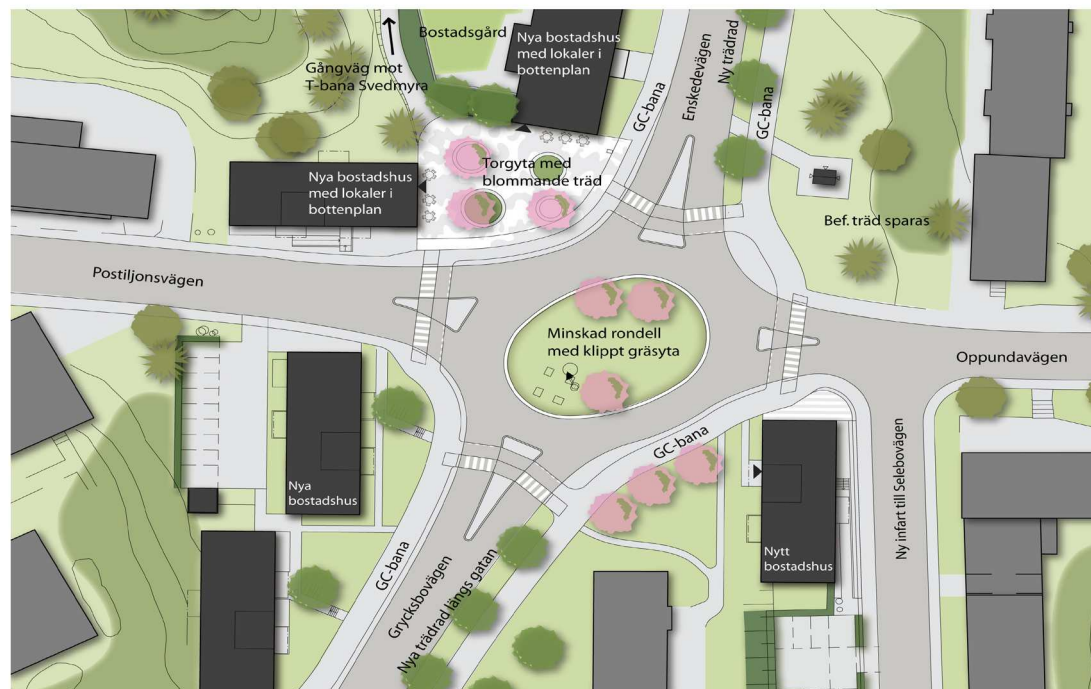 Bostadsgård
Nya bostadshus
med lokaler i
bottenplan
Gångväg mot
T-bana Svedmyra
GC-bana
Enskedevägen
Ny trädrad
GC-bana
Nya bostadshus
med lokaler i
bottenplan
Torgyta med
blommande träd
Bef. träd sparas
Postiljonsvägen
Minskad rondell
med klippt gräsyta
Oppundavägen
GC-bana
Nya
bostadshus
GC-bana
Grycksbovägen
Nya trädrad längs gatan
Nytt
bostadshus
Ny infart till Selebovägen